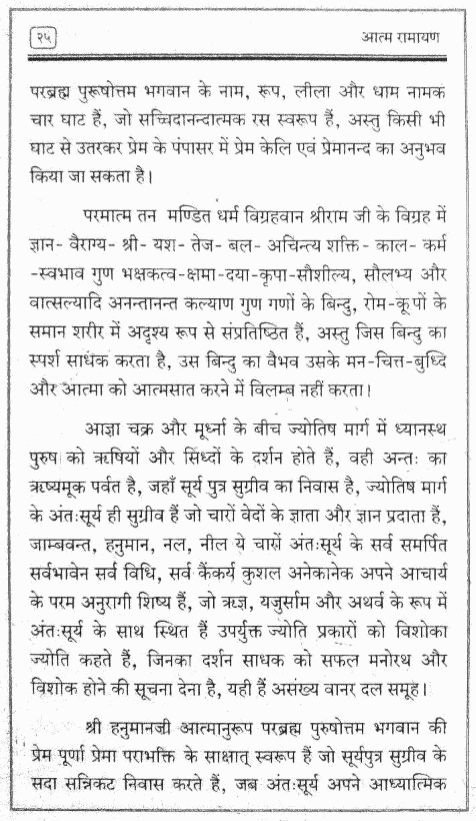 २५ आत्म रामायण
परब्रह्म पुरूषोत्तम भगवान के नाम, रूप, लीला और धाम नामक
चार घाट हैं, जो सच्चिदानन्दात्मक रस स्वरूप हैं, अस्तु किसी भी
घाट से उतरकर प्रेम के पंपासर में प्रेम केलि एवं प्रेमानन्द का अनुभव
किया जा सकता है।
परमात्म तन मण्डित धर्म विग्रहवान श्रीराम जी के विग्रह में
ज्ञान- वैराग्य- श्री- यश- तेज- बल- अचिन्त्य शक्ति- काल- कर्म
-स्वभाव गुण भक्षकत्व-क्षमा-दया-कृपा-सौशील्य, सौलभ्य और
वात्सल्यादि अनन्तानन्त कल्याण गुण गणों के बिन्दु, रोम-कूपों के
समान शरीर में अदृश्य रूप से संप्रतिष्ठित हैं, अस्तु जिस बिन्दु का
स्पर्श साधक करता है, उस बिन्दु का वैभव उसके मन-चित्त-बुध्दि
और आत्मा को आत्मसात करने में विलम्ब नहीं करता।
आज्ञा चक्र और मूर्ध्ना के बीच ज्योतिष मार्ग में ध्यानस्थ
पुरुष को ऋषियों और सिध्दों के दर्शन होते हैं, वही अन्तः का
ऋष्यमूक पर्वत है, जहाँ सूर्य पुत्र सुग्रीव का निवास है, ज्योतिष मार्ग
के अंतःसूर्य ही सुग्रीव हैं जो चारों वेदों के ज्ञाता और ज्ञान प्रदाता हैं,
जाम्बवन्त, हनुमान, नल, नील ये चारों अंतःसूर्य के सर्व समर्पित
सर्वभावेन सर्व विधि, सर्व कैंकर्य कुशल अनेकानेक अपने आचार्य
के परम अनुरागी शिष्य हैं, जो ऋज्ञ, यजुर्साम और अथर्व के रूप में
अंतःसूर्य के साथ स्थित हैं उपर्युक्त ज्योति प्रकारों को विशोका
ज्योति कहते हैं, जिनका दर्शन साधक को सफल मनोरथ और
विशोक होने की सूचना देना है, यही हैं असंख्य वानर दल समूह।
श्री हनुमानजी आत्मानुरूप परब्रह्म पुरुषोत्तम भगवान की
प्रेम पूर्णा प्रेमा पराभक्ति के साक्षात् स्वरूप हैं जो सूर्यपुत्र सुग्रीव के
सदा सन्निकट निवास करते हैं, जब अंतःसूर्य अपने आध्यात्मिक